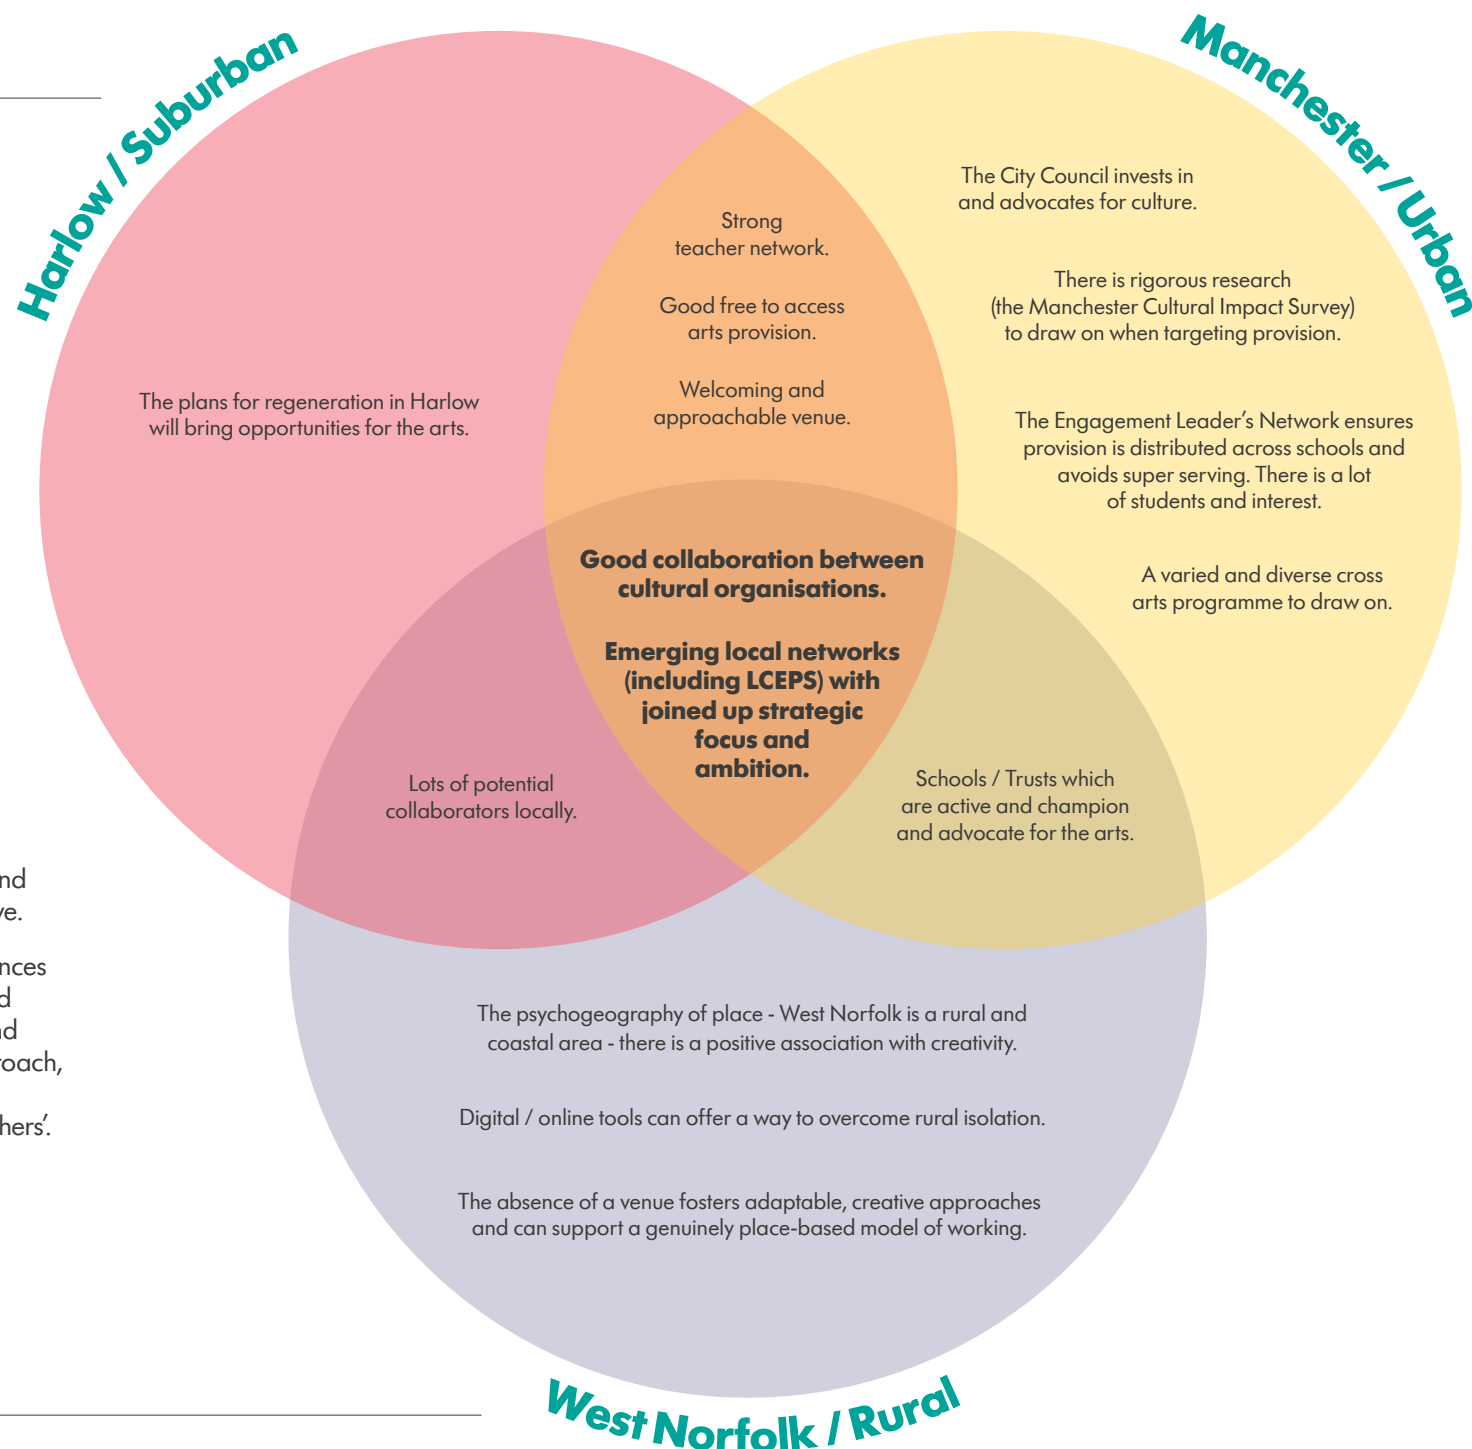 Harlow / Suburban
Manchester / Urban
The City Council invests in
and advocates for culture.
Strong
teacher network.
There is rigorous research
(the Manchester Cultural Impact Survey)
to draw on when targeting provision.
Good free to access
arts provision.
Welcoming and
approachable venue.
The plans for regeneration in Harlow
will bring opportunities for the arts.
The Engagement Leader's Network ensures
provision is distributed across schools and
avoids super serving. There is a lot
of students and interest.
A varied and diverse cross
arts programme to draw on.
Good collaboration between
cultural organisations.
Emerging local networks
(including LCEPS) with
joined up strategic
focus and
ambition.
Lots of potential
collaborators locally.
Schools / Trusts which
are active and champion
and advocate for the arts.
nd
ve.
nces
d
nd
roach,
hers'.
The psychogeography of place - West Norfolk is a rural and
coastal area - there is a positive association with creativity.
Digital / online tools can offer a way to overcome rural isolation.
The absence of a venue fosters adaptable, creative approaches
and can support a genuinely place-based model of working.
West Norfolk / Rural